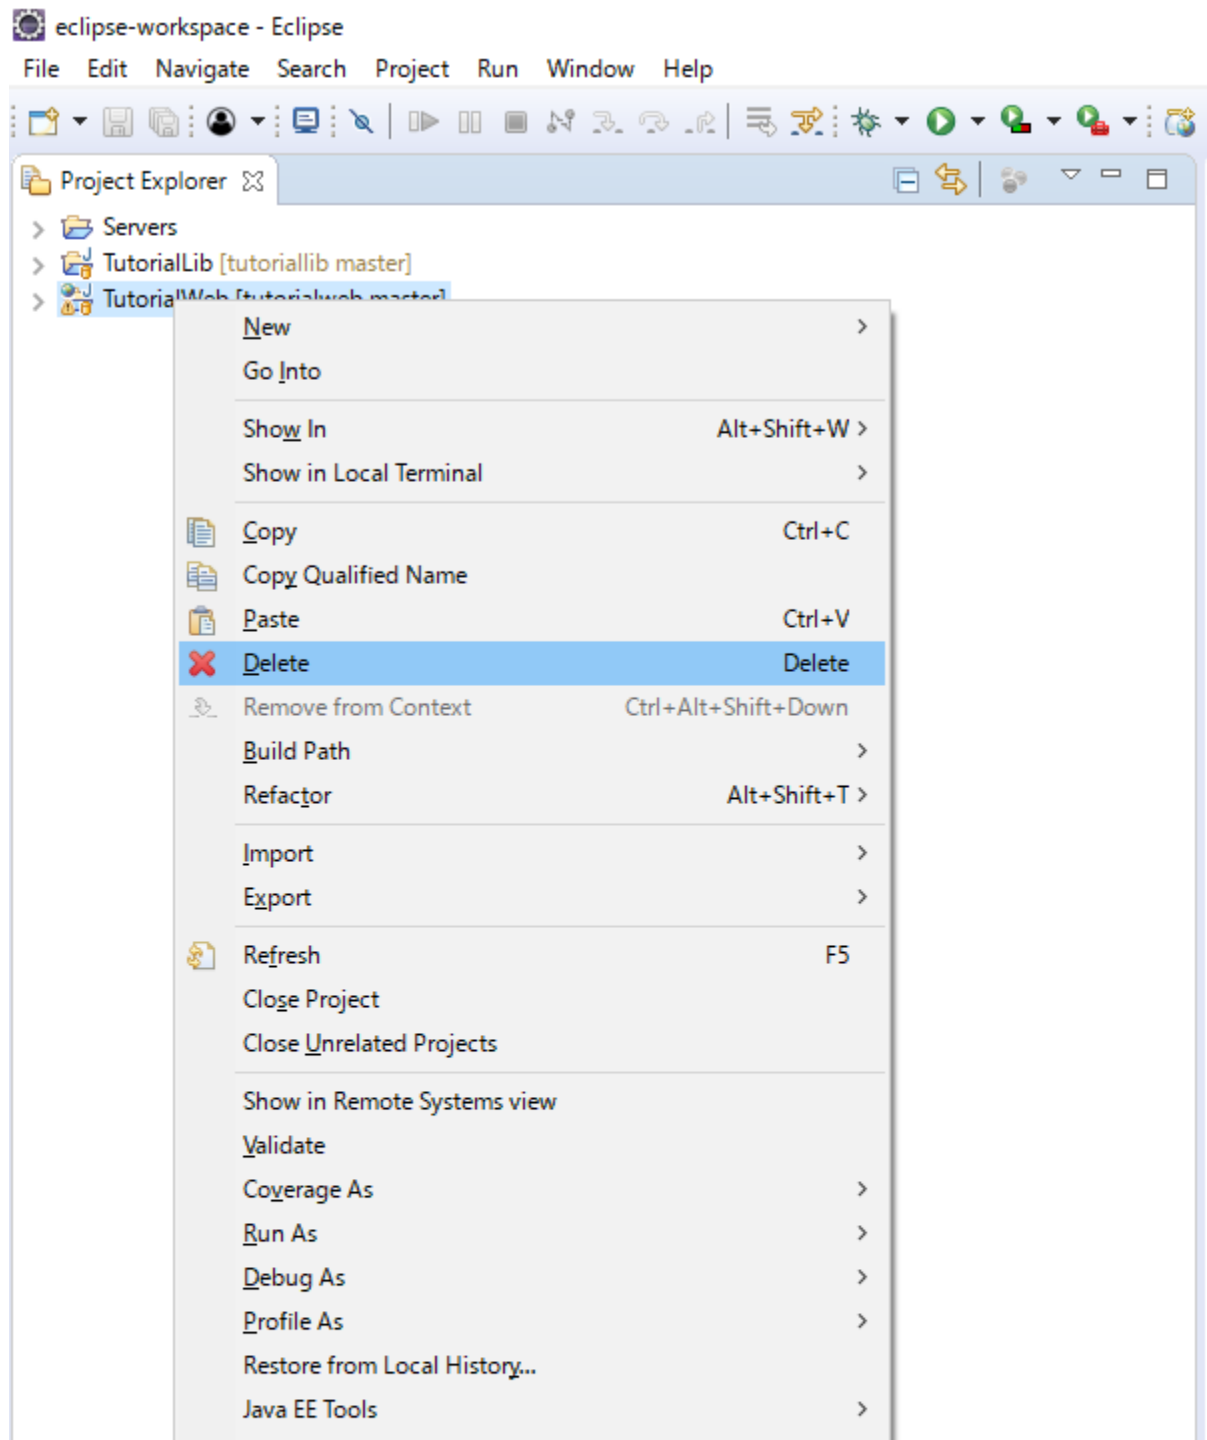 eclipse-workspace - Eclipse
File Edit Navigate Search Project Run Window Help
Project Explorer
Servers
TutorialLib [tutoriallib master]
TutorialWeb [tutorialweb master]
New
Go Into
Show In Alt+Shift+W
Show in Local Terminal
Copy Ctrl+C
Copy Qualified Name
Paste Ctrl+V
Delete Delete
Remove from Context Ctrl+Alt+Shift+Down
Build Path
Refactor Alt+Shift+T
Import
Export
Refresh F5
Close Project
Close Unrelated Projects
Show in Remote Systems view
Validate
Coverage As
Run As
Debug As
Profile As
Restore from Local History...
Java EE Tools